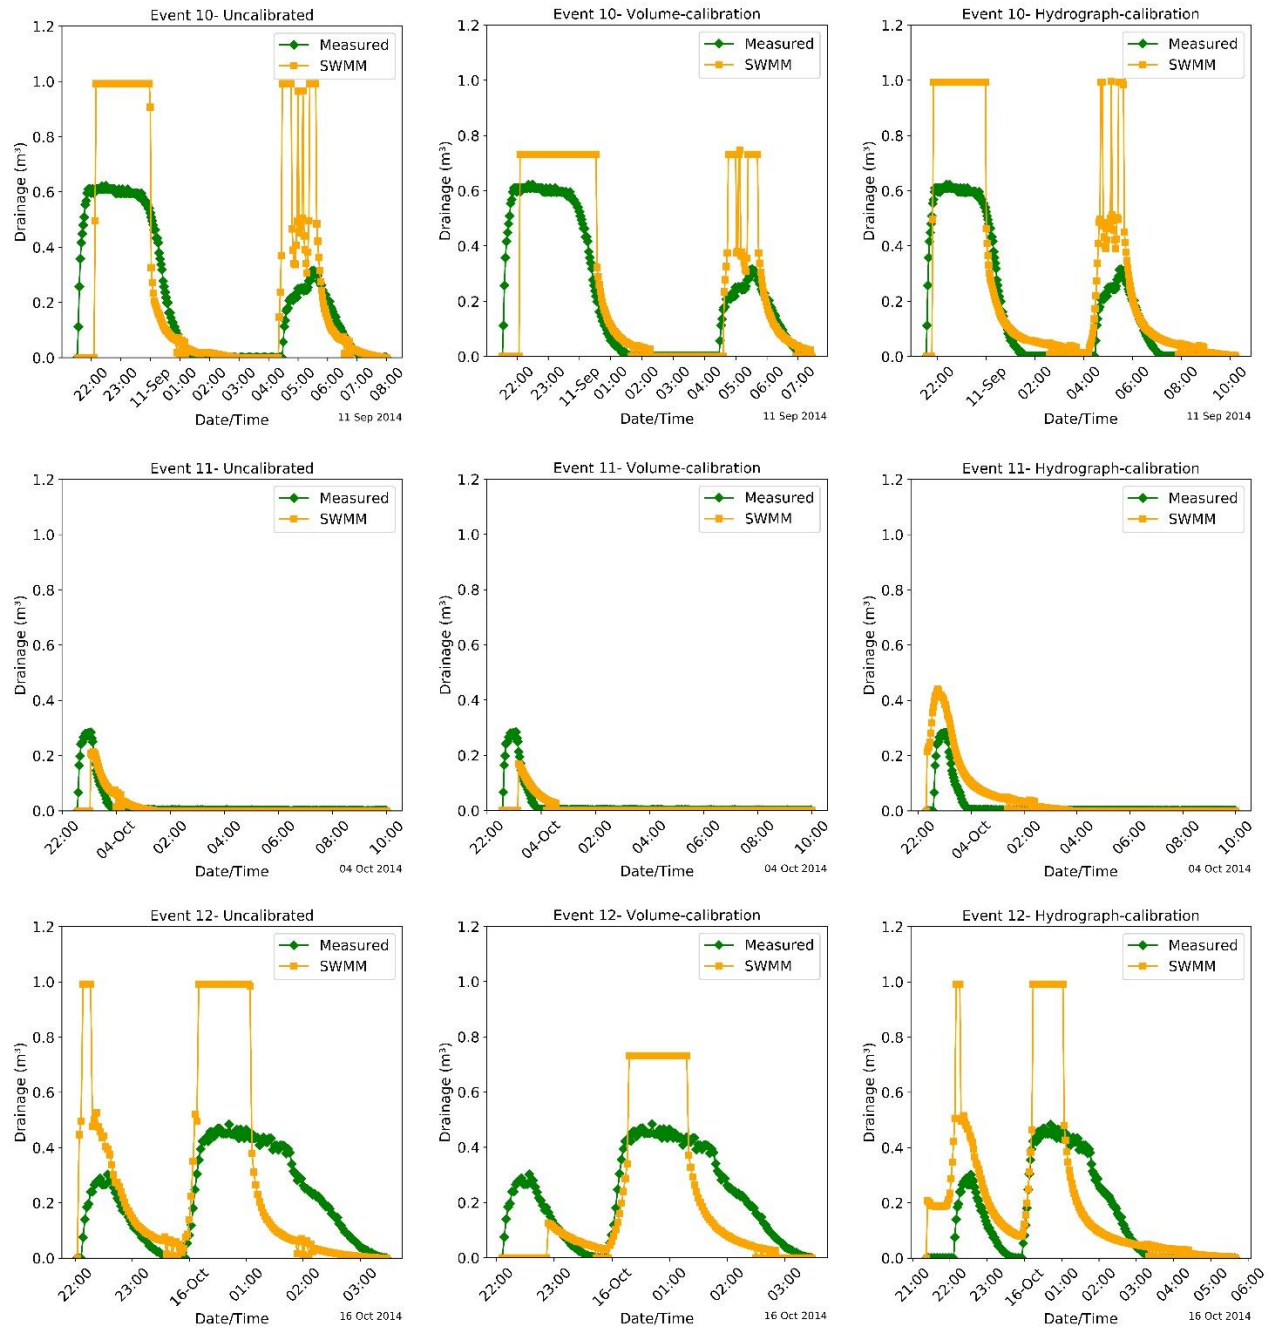 Event 10- Uncalibrated
Event 10- Volume-calibration
Event 10- Hydrograph-calibration
Measured
SWMM
Measured
SWMM
Measured
SWMM
Drainage (m³)
Drainage (m³)
Drainage (m³)
1.2
1.0
0.8
0.6
0.4
0.2
0.0
1.2
1.0
0.8
0.6
0.4
0.2
0.0
1.2
1.0
0.8
0.6
0.4
0.2
0.0
22:00 23:00 11-Sep 01:00 02:00 03:00 04:00 05:00 06:00 07:00 08:00
22:00 23:00 11-Sep 01:00 02:00 03:00 04:00 05:00 06:00 07:00
22:00 11-Sep 02:00 04:00 06:00 08:00 10:00
Date/Time
11 Sep 2014
Date/Time
11 Sep 2014
Date/Time
11 Sep 2014
Event 11- Uncalibrated
Event 11- Volume-calibration
Event 11- Hydrograph-calibration
Measured
SWMM
Measured
SWMM
Measured
SWMM
Drainage (m³)
Drainage (m³)
Drainage (m³)
1.2
1.0
0.8
0.6
0.4
0.2
0.0
1.2
1.0
0.8
0.6
0.4
0.2
0.0
1.2
1.0
0.8
0.6
0.4
0.2
0.0
22:00 04-Oct 02:00 04:00 06:00 08:00 10:00
22:00 04-Oct 02:00 04:00 06:00 08:00 10:00
22:00 04-Oct 02:00 04:00 06:00 08:00 10:00
Date/Time
04 Oct 2014
Date/Time
04 Oct 2014
Date/Time
04 Oct 2014
Event 12- Uncalibrated
Event 12- Volume-calibration
Event 12- Hydrograph-calibration
Measured
SWMM
Measured
SWMM
Measured
SWMM
Drainage (m³)
Drainage (m³)
Drainage (m³)
1.2
1.0
0.8
0.6
0.4
0.2
0.0
1.2
1.0
0.8
0.6
0.4
0.2
0.0
1.2
1.0
0.8
0.6
0.4
0.2
0.0
22:00 23:00 16-Oct 01:00 02:00 03:00
22:00 23:00 16-Oct 01:00 02:00 03:00
21:00 22:00 23:00 16-Oct 01:00 02:00 03:00 04:00 05:00 06:00
Date/Time
16 Oct 2014
Date/Time
16 Oct 2014
Date/Time
16 Oct 2014